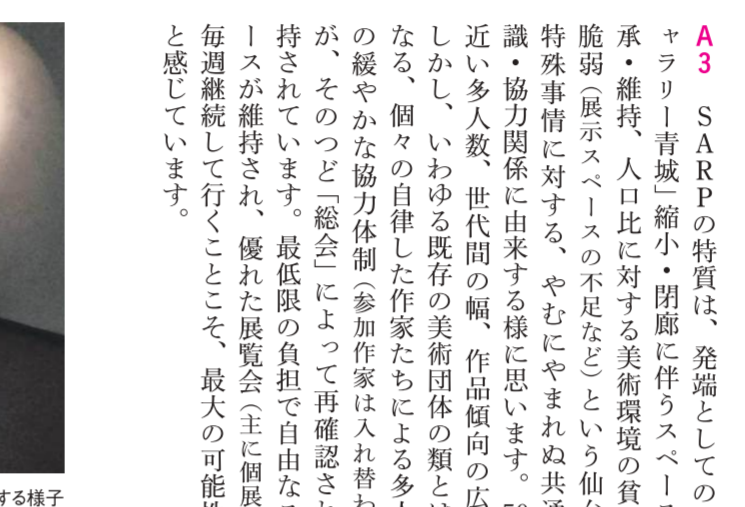 A3　SARPの特質は、発端としての
ャラリー青城」縮小・閉廊に伴うスペース
承・維持、人口比に対する美術環境の貧
脆弱（展示スペースの不足など）という仙台
特殊事情に対する、やむにやまれぬ共通
識・協力関係に由来する様に思います。
近い多人数、世代間の幅、作品傾向の広
しかし、いわゆる既存の美術団体の類とは
なる、個々の自律した作家たちによる多
の緩やかな協力体制（参加作家は入れ替わ
が、そのつど「総会」によって再確認され
持されています。最低限の負担で自由な
ースが維持され、優れた展覧会（主に個展
毎週継続して行くことこそ、最大の可能性
と感じています。
する様子